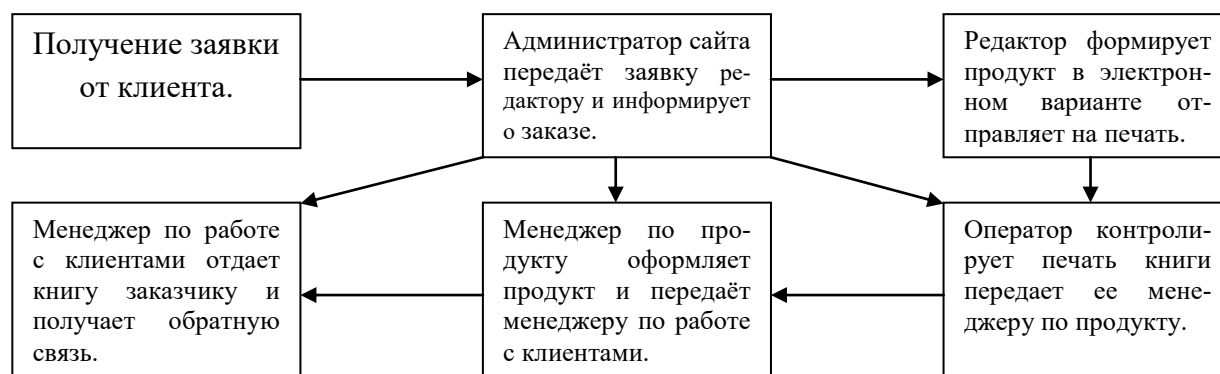 Получение заявки
от клиента.
Администратор сайта
передаёт заявку ре-
дактору и информирует
о заказе.
Редактор формирует
продукт в электрон-
ном варианте от-
правляет на печать.
Менеджер по работе
с клиентами отдает
книгу заказчику и
получает обратную
связь.
Менеджер по про-
дукту оформляет
продукт и передаёт
менеджеру по работе
с клиентами.
Оператор контроли-
рует печать книги
передает ее мене-
джеру по продукту.